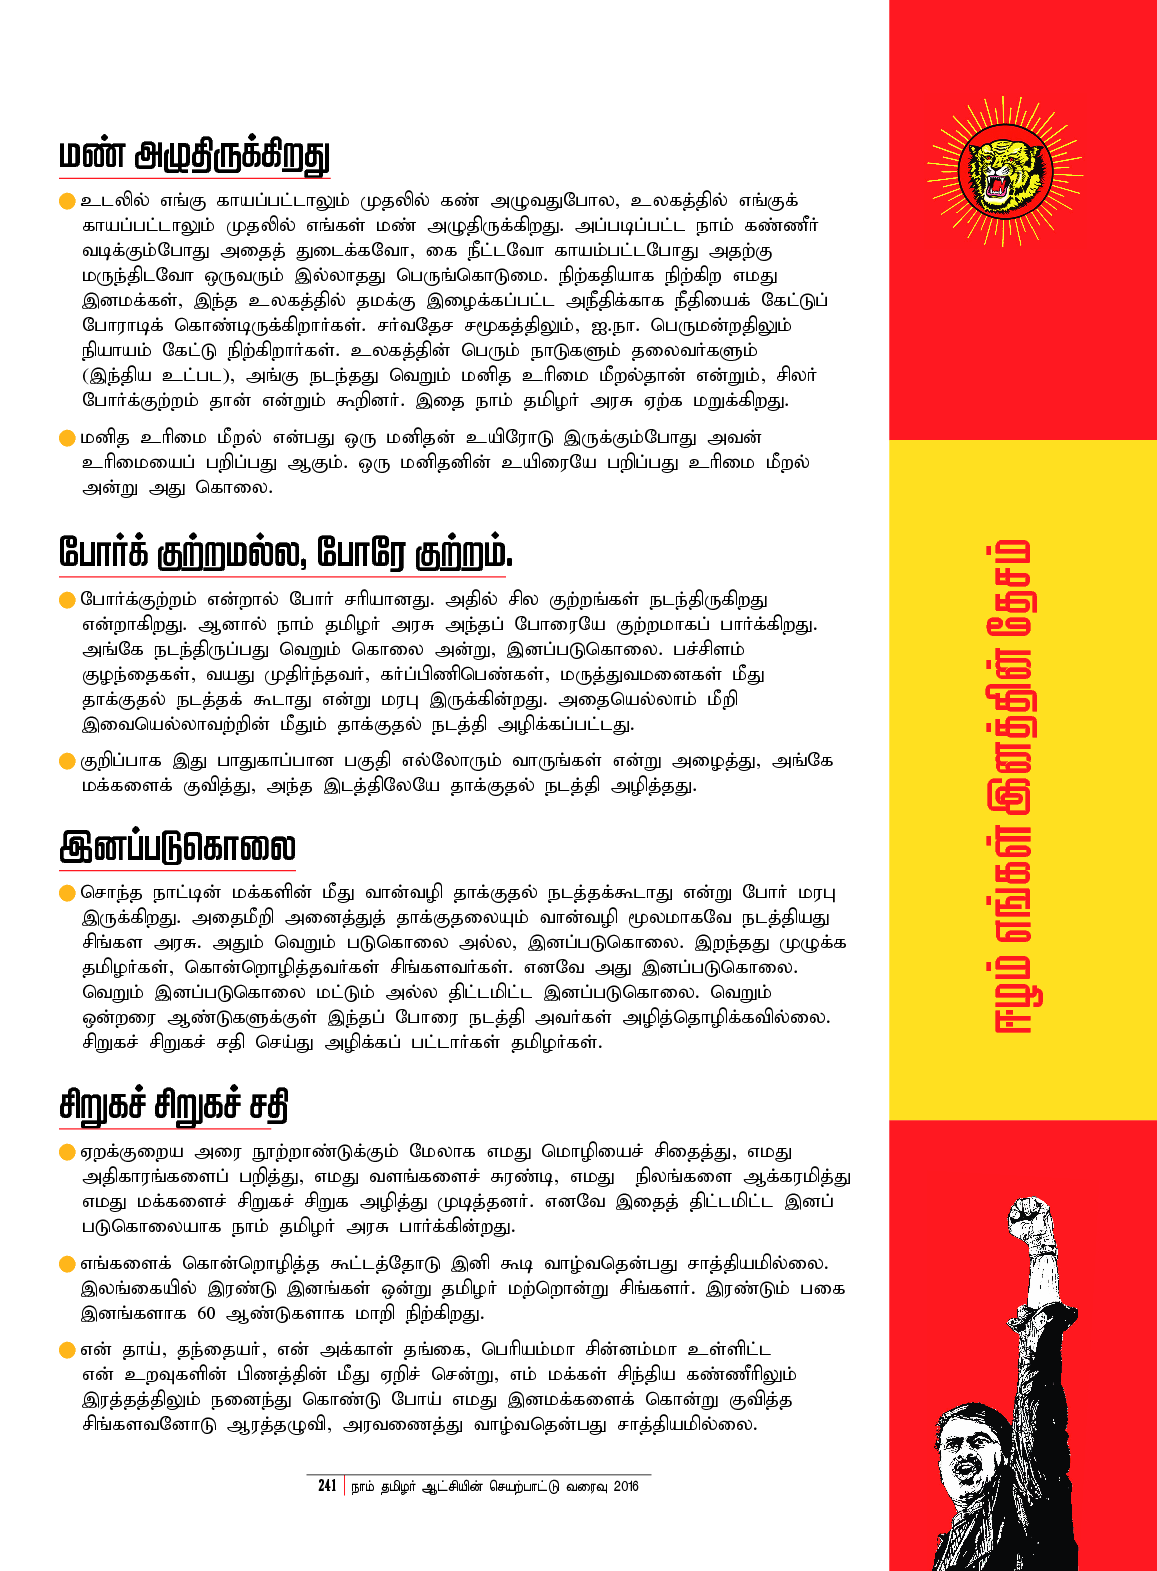 மண் அழுதிருக்கிறது
உடலில் எங்கு காயப்பட்டாலும் முதலில் கண் அழுவதுபோல, உலகத்தில் எங்குக்
காயப்பட்டாலும் முதலில் எங்கள் மண் அழுதிருக்கிறது. அப்படிப்பட்ட நாம் கண்ணீர்
வடிக்கும்போது அதைத் துடைக்கவோ, கை நீட்டவோ காயம்பட்டபோது அதற்கு
மருந்திடவோ ஒருவரும் இல்லாதது பெருங்கொடுமை. நிற்கதியாக நிற்கிற எமது
இனமக்கள், இந்த உலகத்தில் தமக்கு இழைக்கப்பட்ட அநீதிக்காக நீதியைக் கேட்டுப்
போராடிக் கொண்டிருக்கிறார்கள். சர்வதேச சமூகத்திலும், ஐ.நா. பெருமன்றதிலும்
நியாயம் கேட்டு நிற்கிறார்கள். உலகத்தின் பெரும் நாடுகளும் தலைவர்களும்
(இந்திய உட்பட), அங்கு நடந்தது வெறும் மனித உரிமை மீறல்தான் என்றும், சிலர்
போர்க்குற்றம் தான் என்றும் கூறினர். இதை நாம் தமிழர் அரசு ஏற்க மறுக்கிறது.
மனித உரிமை மீறல் என்பது ஒரு மனிதன் உயிரோடு இருக்கும்போது அவன்
உரிமையைப் பறிப்பது ஆகும். ஒரு மனிதனின் உயிரையே பறிப்பது உரிமை மீறல்
அன்று அது கொலை.
போர்க் குற்றமல்ல, போரே குற்றம்.
போர்க்குற்றம் என்றால் போர் சரியானது. அதில் சில குற்றங்கள் நடந்திருகிறது
என்றாகிறது. ஆனால் நாம் தமிழர் அரசு அந்தப் போரையே குற்றமாகப் பார்க்கிறது.
அங்கே நடந்திருப்பது வெறும் கொலை அன்று, இனப்படுகொலை. பச்சிளம்
குழந்தைகள், வயது முதிர்ந்தவர், கர்ப்பிணிபெண்கள், மருத்துவமனைகள் மீது
தாக்குதல் நடத்தக் கூடாது என்று மரபு இருக்கின்றது. அதையெல்லாம் மீறி
இவையெல்லாவற்றின் மீதும் தாக்குதல் நடத்தி அழிக்கப்பட்டது.
குறிப்பாக இது பாதுகாப்பான பகுதி எல்லோரும் வாருங்கள் என்று அழைத்து, அங்கே
மக்களைக் குவித்து, அந்த இடத்திலேயே தாக்குதல் நடத்தி அழித்தது.
இனப்படுகொலை
சொந்த நாட்டின் மக்களின் மீது வான்வழி தாக்குதல் நடத்தக்கூடாது என்று போர் மரபு
இருக்கிறது. அதைமீறி அனைத்துத் தாக்குதலையும் வான்வழி மூலமாகவே நடத்தியது
சிங்கள அரசு. அதும் வெறும் படுகொலை அல்ல, இனப்படுகொலை. இறந்தது முழுக்க
தமிழர்கள், கொன்றொழித்தவர்கள் சிங்களவர்கள். எனவே அது இனப்படுகொலை.
வெறும் இனப்படுகொலை மட்டும் அல்ல திட்டமிட்ட இனப்படுகொலை. வெறும்
ஒன்றரை ஆண்டுகளுக்குள் இந்தப் போரை நடத்தி அவர்கள் அழித்தொழிக்கவில்லை.
சிறுகச் சிறுகச் சதி செய்து அழிக்கப் பட்டார்கள் தமிழர்கள்.
சிறுகச் சிறுகச் சதி
ஏறக்குறைய அரை நூற்றாண்டுக்கும் மேலாக எமது மொழியைச் சிதைத்து, எமது
அதிகாரங்களைப் பறித்து, எமது வளங்களைச் சுரண்டி, எமது நிலங்களை ஆக்கரமித்து
எமது மக்களைச் சிறுகச் சிறுக அழித்து முடித்தனர். எனவே இதைத் திட்டமிட்ட இனப்
படுகொலையாக நாம் தமிழர் அரசு பார்க்கின்றது.
எங்களைக் கொன்றொழித்த கூட்டத்தோடு இனி கூடி வாழ்வதென்பது சாத்தியமில்லை.
இலங்கையில் இரண்டு இனங்கள் ஒன்று தமிழர் மற்றொன்று சிங்களர். இரண்டும் பகை
இனங்களாக 60 ஆண்டுகளாக மாறி நிற்கிறது.
என் தாய், தந்தையர், என் அக்காள் தங்கை, பெரியம்மா சின்னம்மா உள்ளிட்ட
என் உறவுகளின் பிணத்தின் மீது ஏறிச் சென்று, எம் மக்கள் சிந்திய கண்ணீரிலும்
இரத்தத்திலும் நனைந்து கொண்டு போய் எமது இனமக்களைக் கொன்று குவித்த
சிங்களவனோடு ஆரத்தழுவி, அரவணைத்து வாழ்வதென்பது சாத்தியமில்லை.
241 நாம் தமிழர் ஆட்சியின் செயற்பாட்டு வரைவு 2016
ஈழம் எங்கள் இனத்தின் தேசம்